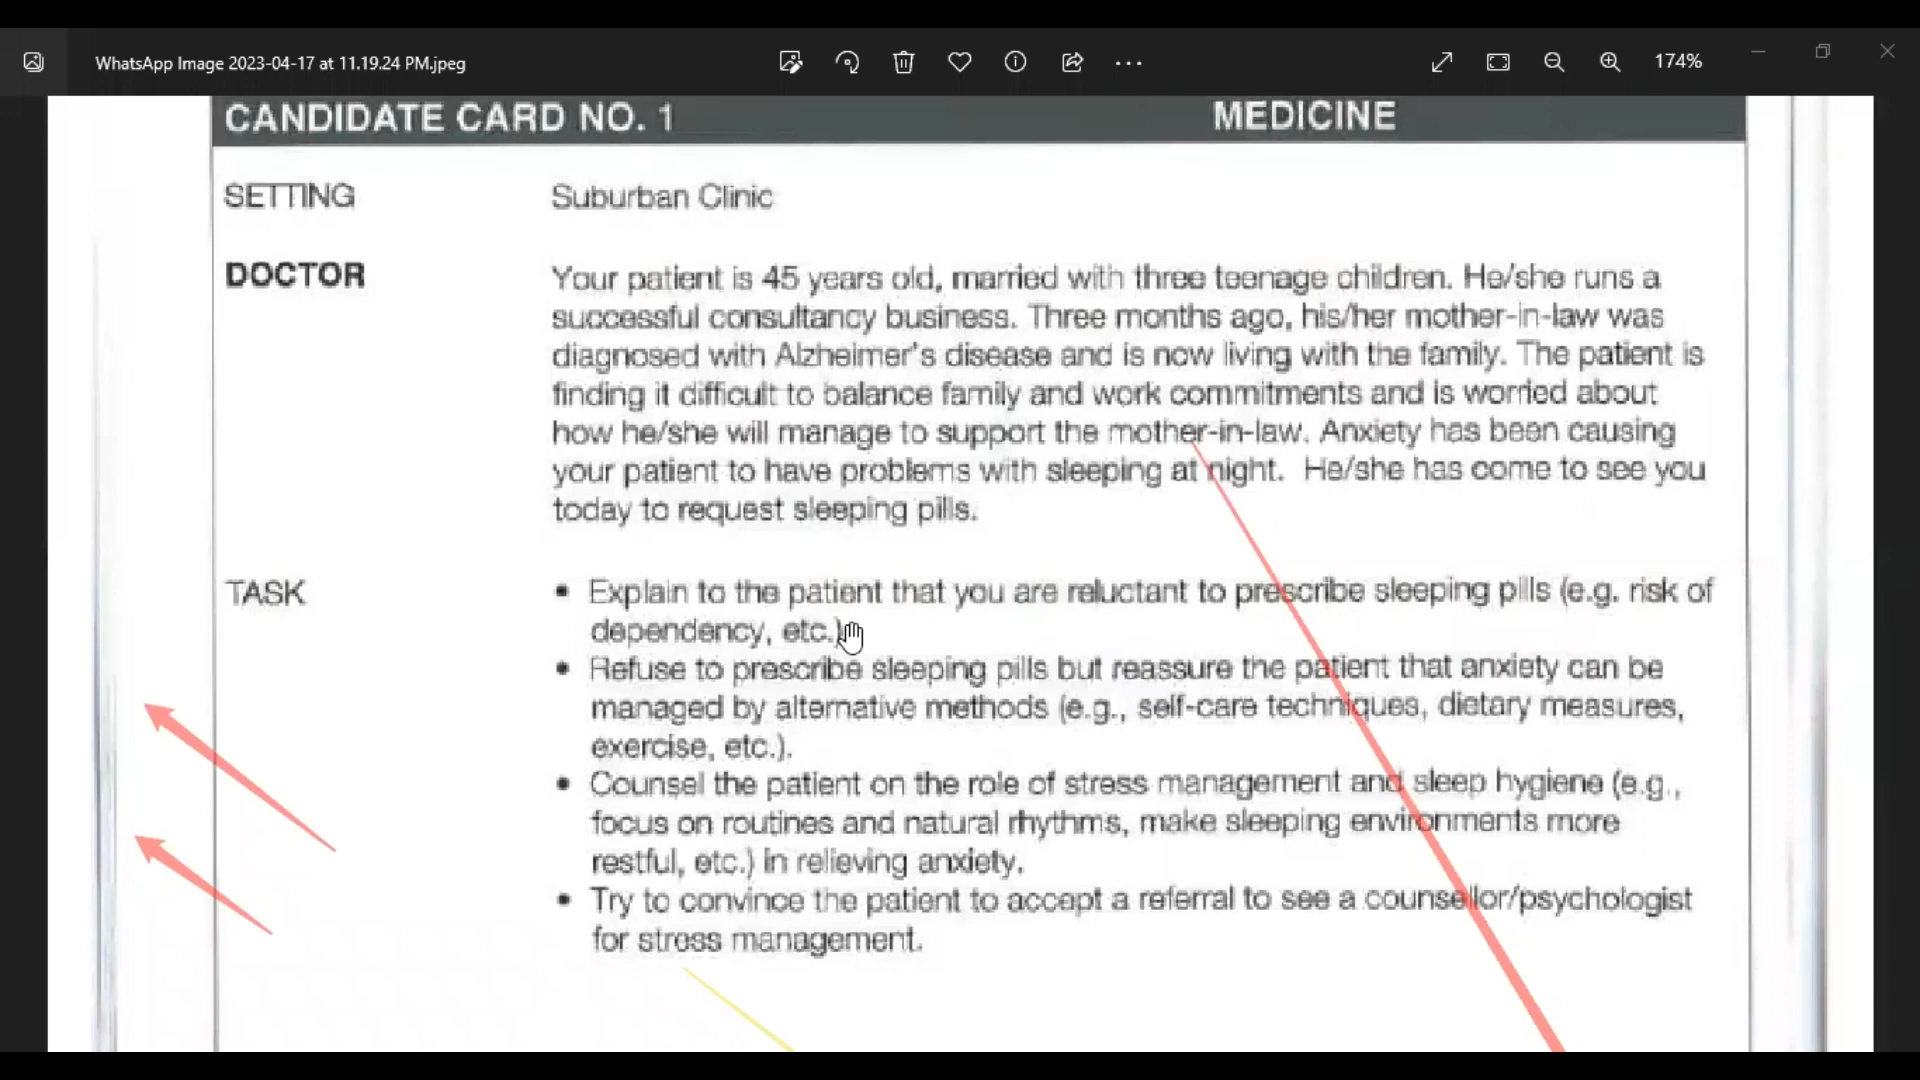 WhatsApp Image 2023-04-17 at 11.19.24 PM.jpeg
174%
CANDIDATE CARD NO. 1 MEDICINE
SETTING Suburban Clinic
DOCTOR Your patient is 45 years old, married with three teenage children. He/she runs a
successful consultancy business. Three months ago, his/her mother-in-law was
diagnosed with Alzheimer's disease and is now living with the family. The patient is
finding it difficult to balance family and work commitments and is worried about
how he/she will manage to support the mother-in-law. Anxiety has been causing
your patient to have problems with sleeping at night. He/she has come to see you
today to request sleeping pills.
TASK • Explain to the patient that you are reluctant to prescribe sleeping pills (e.g. risk of
dependency, etc.)
• Refuse to prescribe sleeping pills but reassure the patient that anxiety can be
managed by alternative methods (e.g., self-care techniques, dietary measures,
exercise, etc.).
• Counsel the patient on the role of stress management and sleep hygiene (e.g.,
focus on routines and natural rhythms, make sleeping environments more
restful, etc.) in relieving anxiety.
• Try to convince the patient to accept a referral to see a counsellor/psychologist
for stress management.